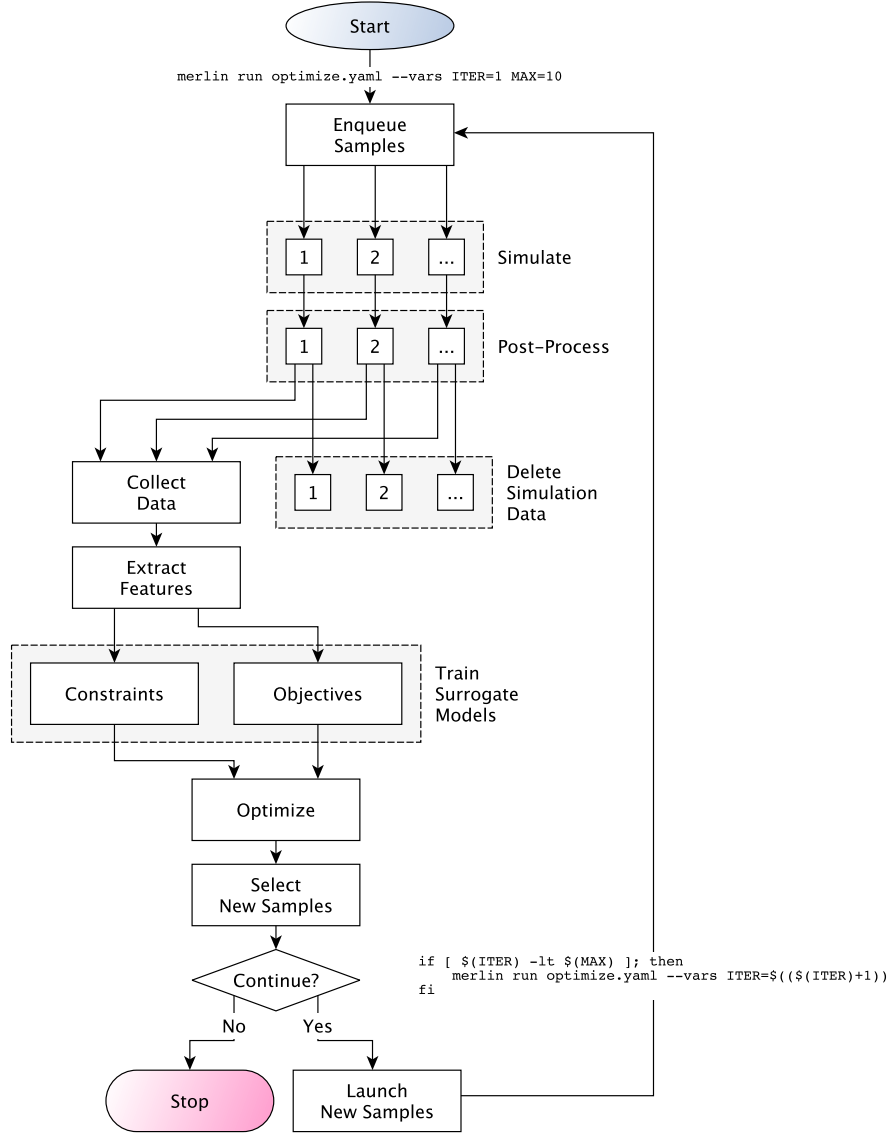 Start
merlin run optimize.yaml --vars ITER=1 MAX=10
Enqueue
Samples
1 2 ...
Simulate
1 2 ...
Post-Process
Collect
Data
1 2 ...
Delete
Simulation
Data
Extract
Features
Constraints
Objectives
Train
Surrogate
Models
Optimize
Select
New Samples
Continue?
if [ $(ITER) -lt $(MAX) ]; then
merlin run optimize.yaml --vars ITER=$(($(ITER)+1))
fi
No
Yes
Stop
Launch
New Samples